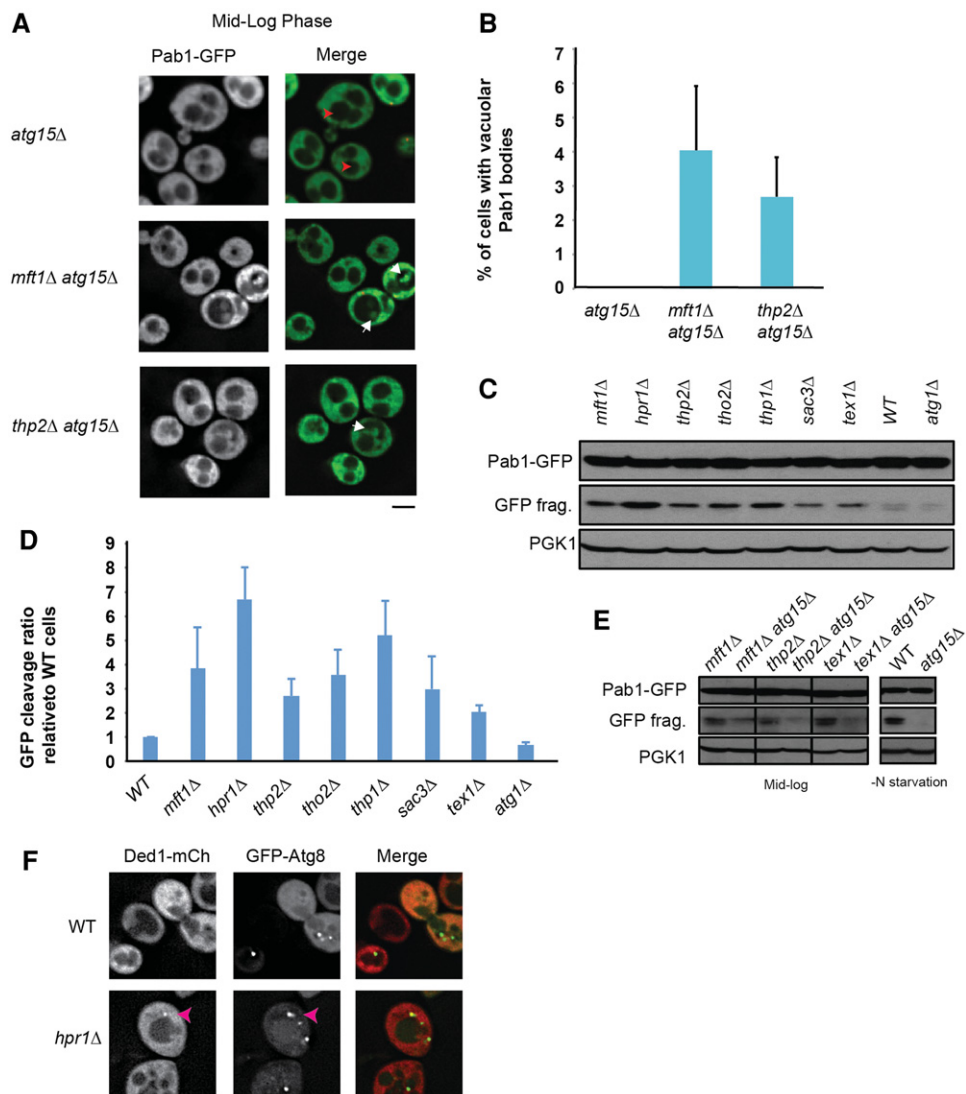 A
Mid-Log Phase
Pab1-GFP
Merge
atg15Δ
mft1Δ atg15Δ
thp2Δ atg15Δ
B
% of cells with vacuolar
Pab1 bodies
7
6
5
4
3
2
1
0
atg15Δ
mft1Δ
atg15Δ
thp2Δ
atg15Δ
C
mft1Δ
hpr1Δ
thp2Δ
tho2Δ
thp1Δ
sac3Δ
tex1Δ
WT
atg1Δ
Pab1-GFP
GFP frag.
PGK1
D
GFP cleavage ratio
relativeto WT cells
9
8
7
6
5
4
3
2
1
0
WT
mft1Δ
hpr1Δ
thp2Δ
tho2Δ
thp1Δ
sac3Δ
tex1Δ
atg1Δ
E
mft1Δ
mft1Δ atg15Δ
thp2Δ
thp2Δ atg15Δ
tex1Δ
tex1Δ atg15Δ
WT
atg15Δ
Pab1-GFP
GFP frag.
PGK1
Mid-log
-N starvation
F
Ded1-mCh
GFP-Atg8
Merge
WT
hpr1Δ